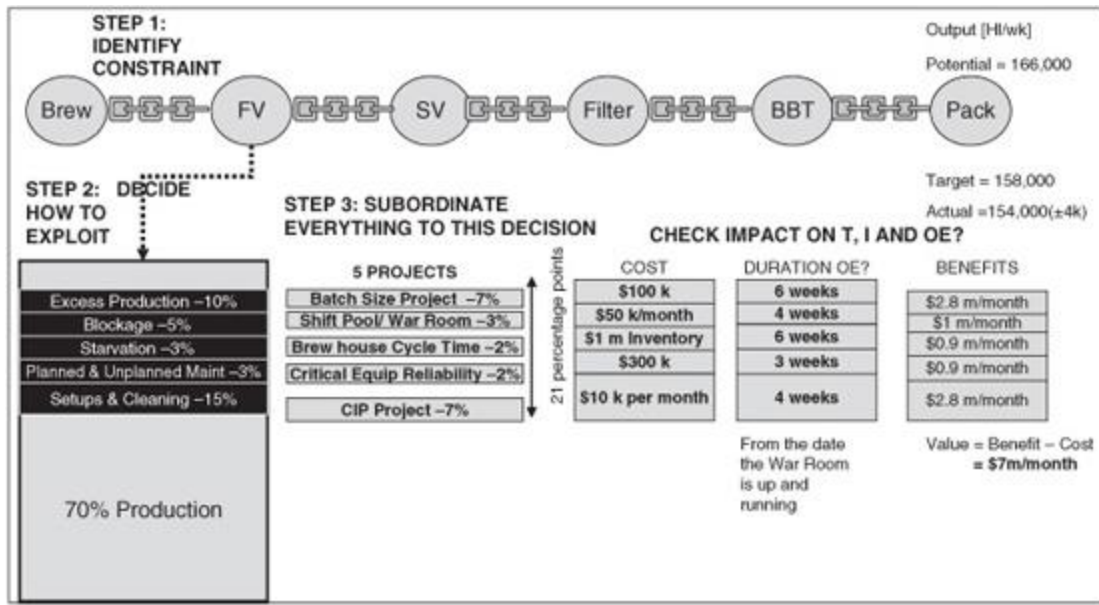 STEP 1:
IDENTIFY
CONSTRAINT
Output [Hl/wk]
Potential = 166,000
Brew
FV
SV
Filter
BBT
Pack
Target = 158,000
Actual =154,000(±4k)
STEP 2: DECIDE
HOW TO
EXPLOIT
STEP 3: SUBORDINATE
EVERYTHING TO THIS DECISION
CHECK IMPACT ON T, I AND OE?
Excess Production –10%
Blockage –5%
Starvation –3%
Planned & Unplanned Maint –3%
Setups & Cleaning –15%
70% Production
5 PROJECTS
Batch Size Project –7%
Shift Pool/ War Room –3%
Brew house Cycle Time –2%
Critical Equip Reliability –2%
CIP Project –7%
21 percentage points
COST
$100 k
$50 k/month
$1 m Inventory
$300 k
$10 k per month
DURATION OE?
6 weeks
4 weeks
6 weeks
3 weeks
4 weeks
From the date
the War Room
is up and
running
BENEFITS
$2.8 m/month
$1 m/month
$0.9 m/month
$0.9 m/month
$2.8 m/month
Value = Benefit – Cost
= $7m/month